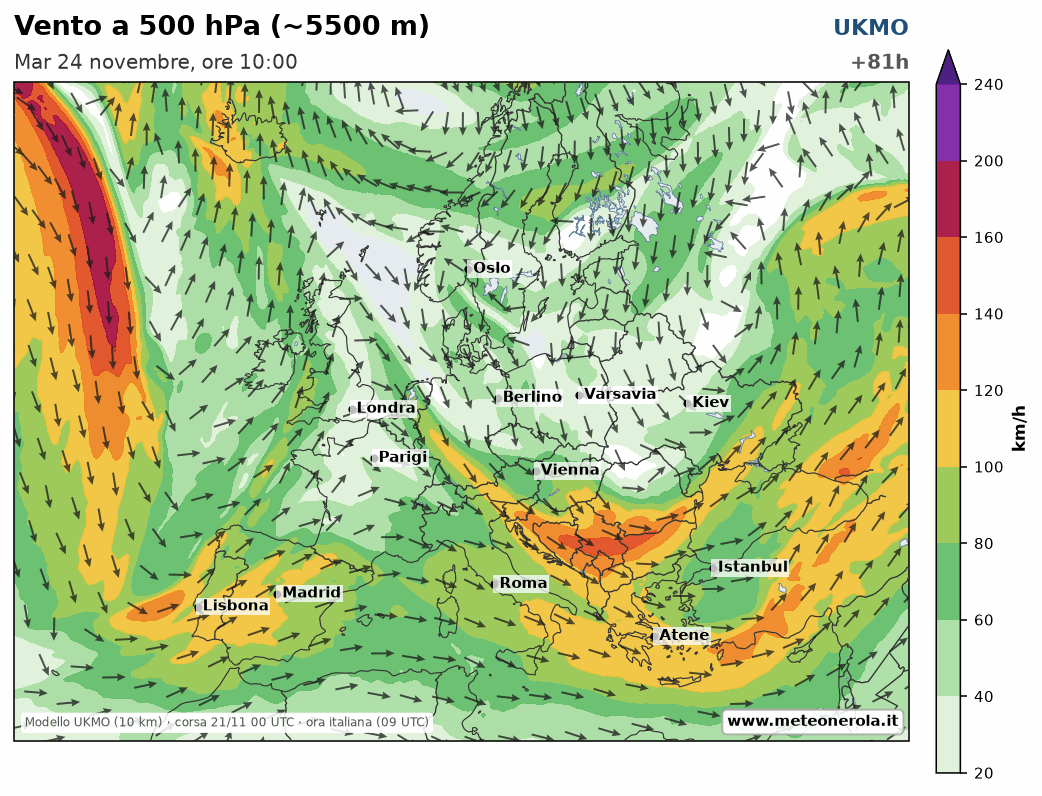 Vento a 500 hPa (~5500 m)
UKMO
Mar 24 novembre, ore 10:00
+81h
240
200
160
140
120
100
80
60
40
20
km/h
Oslo
Berlino
Varsavia
Kiev
Londra
Parigi
Vienna
Istanbul
Roma
Madrid
Lisbona
Atene
Modello UKMO (10 km) · corsa 21/11 00 UTC · ora italiana (09 UTC)
www.meteonerola.it